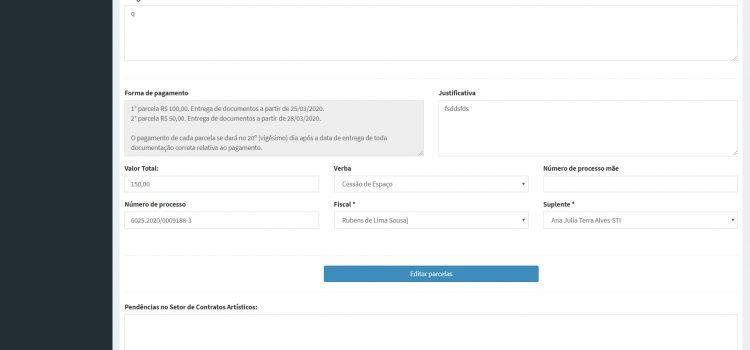 q
Forma de pagamento
Justificativa
1° parcela R$ 100,00. Entrega de documentos a partir de 25/03/2020.
2° parcela R$ 50,00. Entrega de documentos a partir de 28/03/2020.
O pagamento de cada parcela se dará no 20° (vigésimo) dia após a data de entrega de toda
documentação correta relativa ao pagamento.
fsddsfds
Valor Total:
Verba
Número de processo mãe
150,00
Cessão de Espaço
Número de processo
Fiscal *
Suplente *
6025.2020/0009188-3
Rubens de Lima Sousa]
Ana Julia Terra Alves-STI
Editar parcelas
Pendências no Setor de Contratos Artísticos: